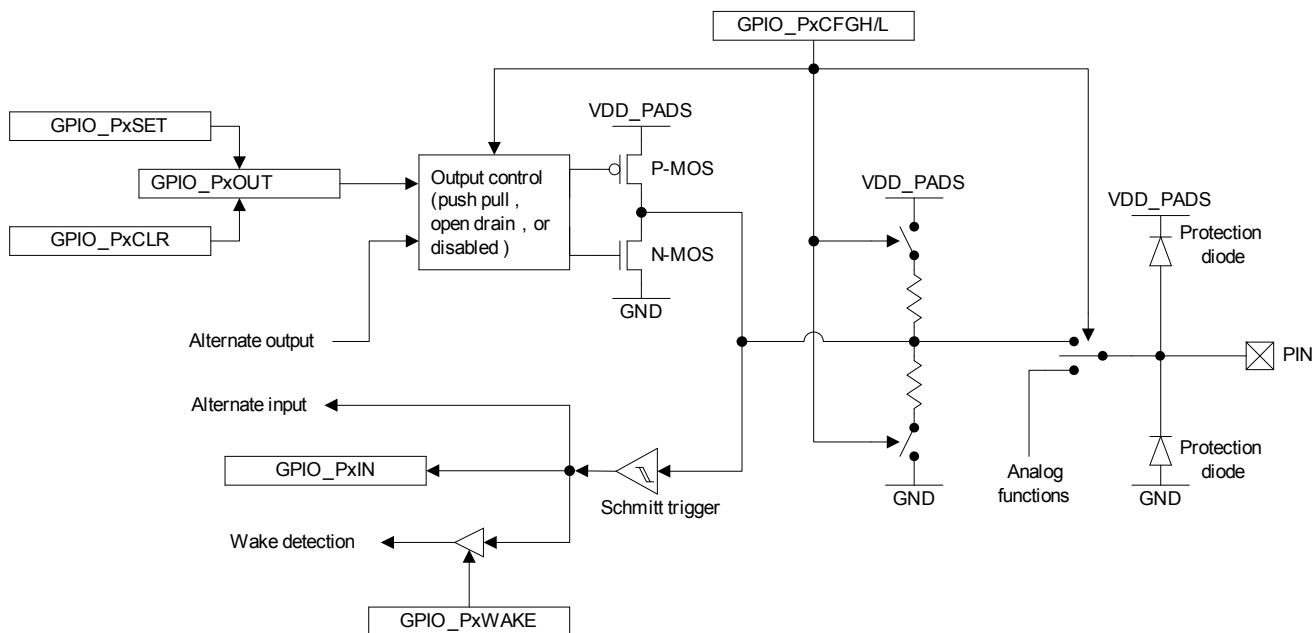 GPIO_PxCFGH/L
GPIO_PxSET
GPIO_PxOUT
GPIO_PxCLR
Output control
(push pull ,
open drain , or
disabled )
VDD_PADS
P-MOS
N-MOS
GND
Alternate output
VDD_PADS
VDD_PADS
Protection
diode
PIN
Alternate input
GPIO_PxIN
Schmitt trigger
GND
Analog
functions
Protection
diode
GND
Wake detection
GPIO_PxWAKE